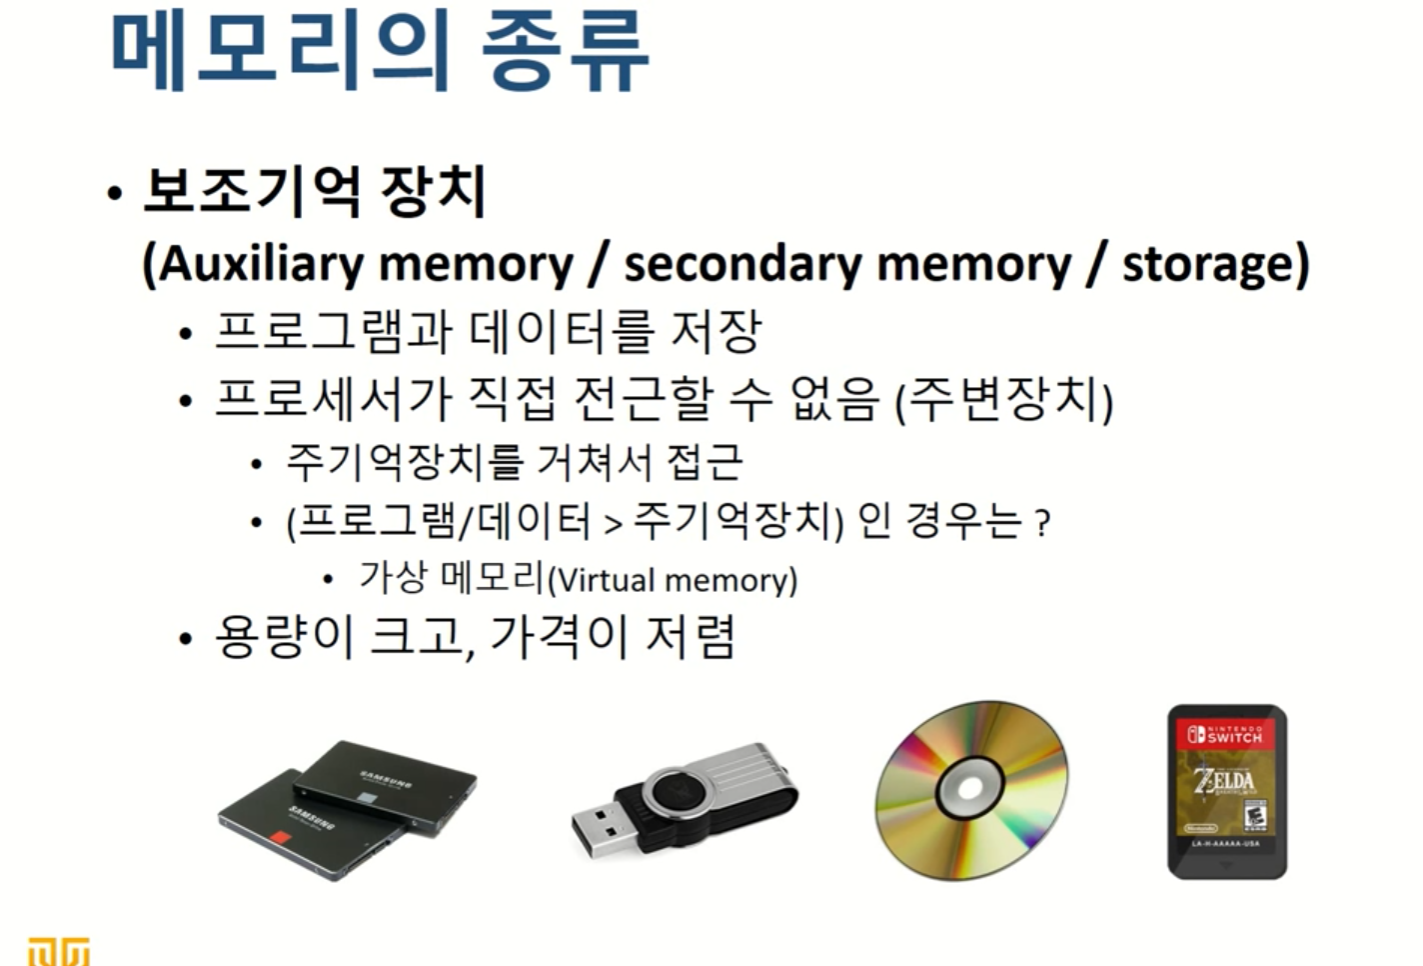 메모리의 종류
• 보조기억 장치
(Auxiliary memory / secondary memory / storage)
• 프로그램과 데이터를 저장
• 프로세서가 직접 전근할 수 없음 (주변장치)
• 주기억장치를 거쳐서 접근
• (프로그램/데이터 > 주기억장치) 인 경우는 ?
• 가상 메모리(Virtual memory)
• 용량이 크고, 가격이 저렴
SAMSUNG
SAMSUNG
NINTENDO
SWITCH
ZELDA
Nintendo
E
LA-H-AAAAA-USA